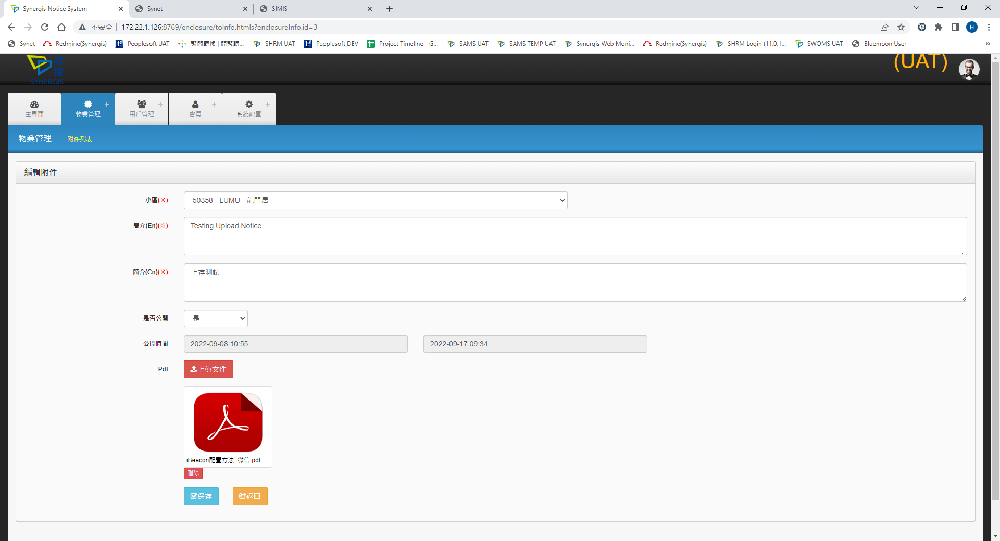 Synergis Notice System
Synet
SIMIS
不安全
172.22.1.126:8769/enclosure/toInfo.htmls?enclosureInfo.id=3
H
Synet
Redmine(Synergis)
Peoplesoft UAT
繁簡轉換 | 簡繁轉...
SHRM UAT
Peoplesoft DEV
Project Timeline - G...
SAMS UAT
SAMS TEMP UAT
Synergis Web Moni...
Redmine(Synergis)
SHRM Login (11.0.1...
SWOMS UAT
Bluemoon User
»
昇捷
SYNERGIS
(UAT)
主界面
物業管理
用戶管理
會員
系統配置
物業管理
附件列表
編輯附件
小區(※)
50358 - LUMU - 龍門居
簡介(En)(※)
Testing Upload Notice
簡介(Cn)(※)
上存測試
是否公開
是
公開時間
2022-09-08 10:55
2022-09-17 09:34
Pdf
上傳文件
iBeacon配置方法_微信.pdf
刪除
保存
返回